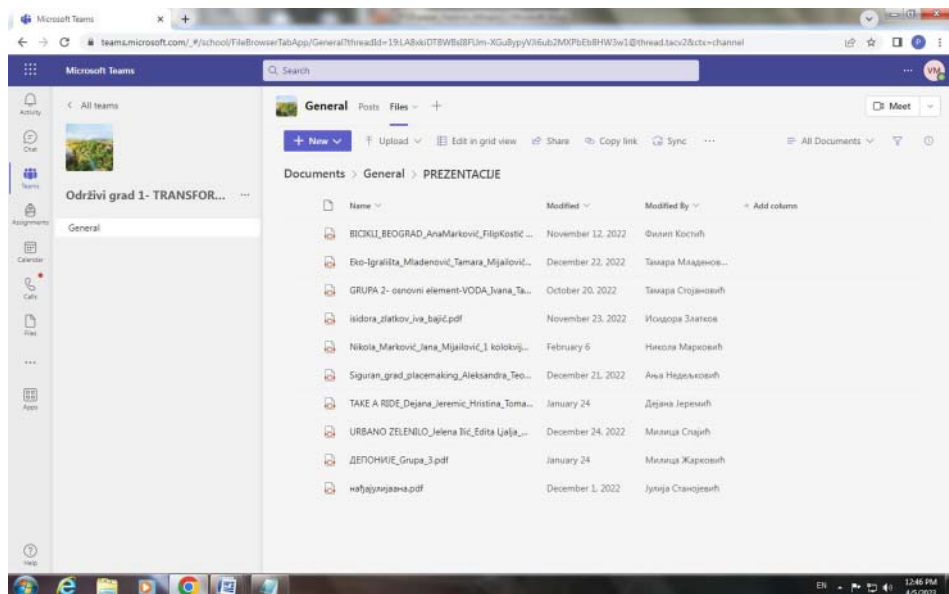 Microsoft Teams
teams.microsoft.com/_#/school/FileBrowserTabApp/General?threadId=
&ctx=channel
P
Microsoft Teams
Search
VM
Activity
Chat
Teams
Assignments
Calendar
Calls
Files
Apps
Help
All teams
Održivi grad 1- TRANSFOR...
General
General Posts Files
Meet
New Upload Edit in grid view Share Copy link Sync
All Documents
Documents > General > PREZENTACIJE
Name Modified Modified By Add column
BICIKLI_BEOGRAD_AnaMarković_FilipKostić ... November 12, 2022 Филип Костић
Eko-Igrališta_Mladenović_Tamara_Mijailović... December 22, 2022 Тамара Младенов...
GRUPA 2- osnovni element-VODA_Ivana_Ta... October 20, 2022 Тамара Стојановић
isidora_zlatkov_iva_bajić.pdf November 23, 2022 Исидора Златков
Nikola_Marković_Jana_Mijailović_1 kolokvij... February 6 Никола Марковић
Siguran_grad_placemaking_Aleksandra_Teo... December 21, 2022 Ања Недељковић
TAKE A RIDE_Dejana_Jeremic_Hristina_Toma... January 24 Дејана Јеремић
URBANO ZELENILO_Jelena Ilić_Edita Ljalja_... December 24, 2022 Милица Спајић
ДЕПОНИЈЕ_Grupa_3.pdf January 24 Милица Жарковић
нађајулијаана.pdf December 1, 2022 Јулија Станојевић
EN
12:46 PM
4/5/2023